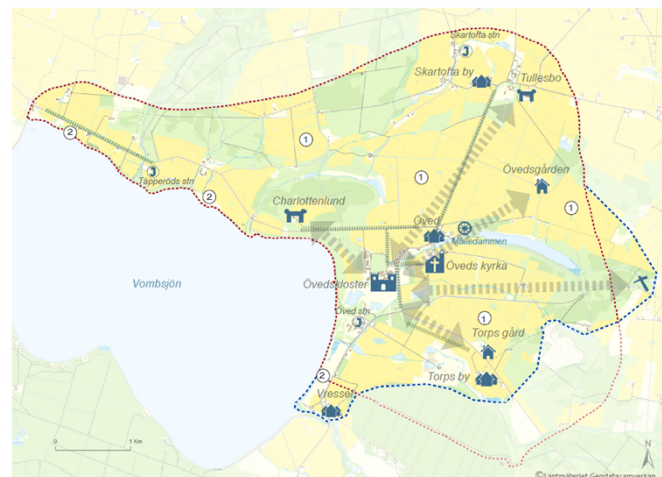 Skartofta stn
Skartofta by
Tullesbo
2
1
Tapperöds stn
2
1
Övedsgården
Charlottenlund
1
Öved
Mölledammen
Övedskloster
Öveds kyrka
Vombsjön
Öved stn
1
Torps gård
2
Torps by
Vressel
0
1 Km
N
©Lantmäteriet Geodatasamverkan